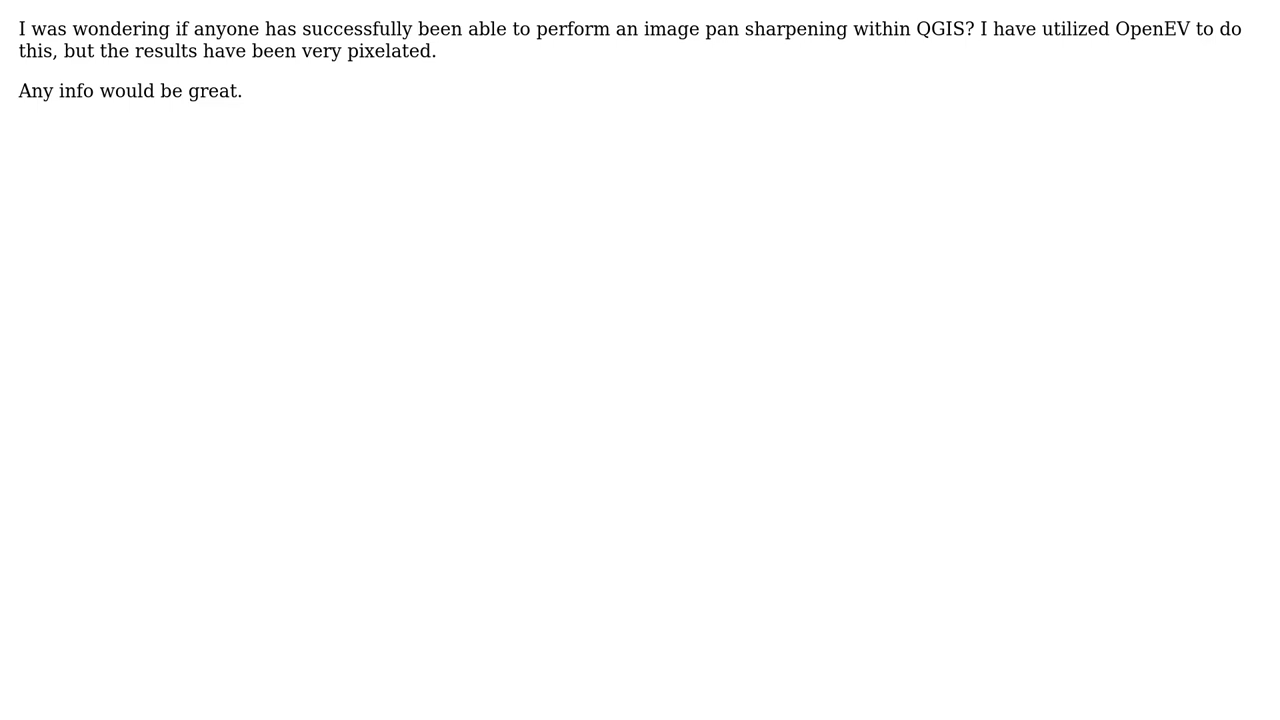 I was wondering if anyone has successfully been able to perform an image pan sharpening within QGIS? I have utilized OpenEV to do
this, but the results have been very pixelated.
Any info would be great.